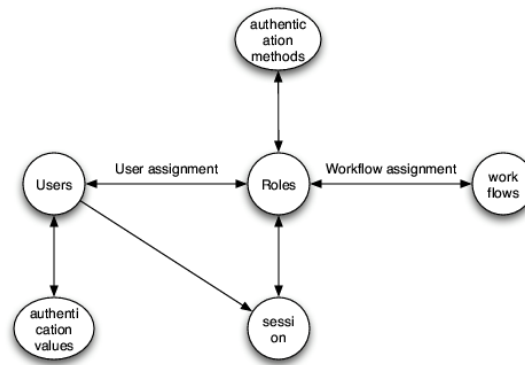 authentic
ation
methods
User assignment
Workflow assignment
Users
Roles
work
flows
authenti
cation
values
sessi
on